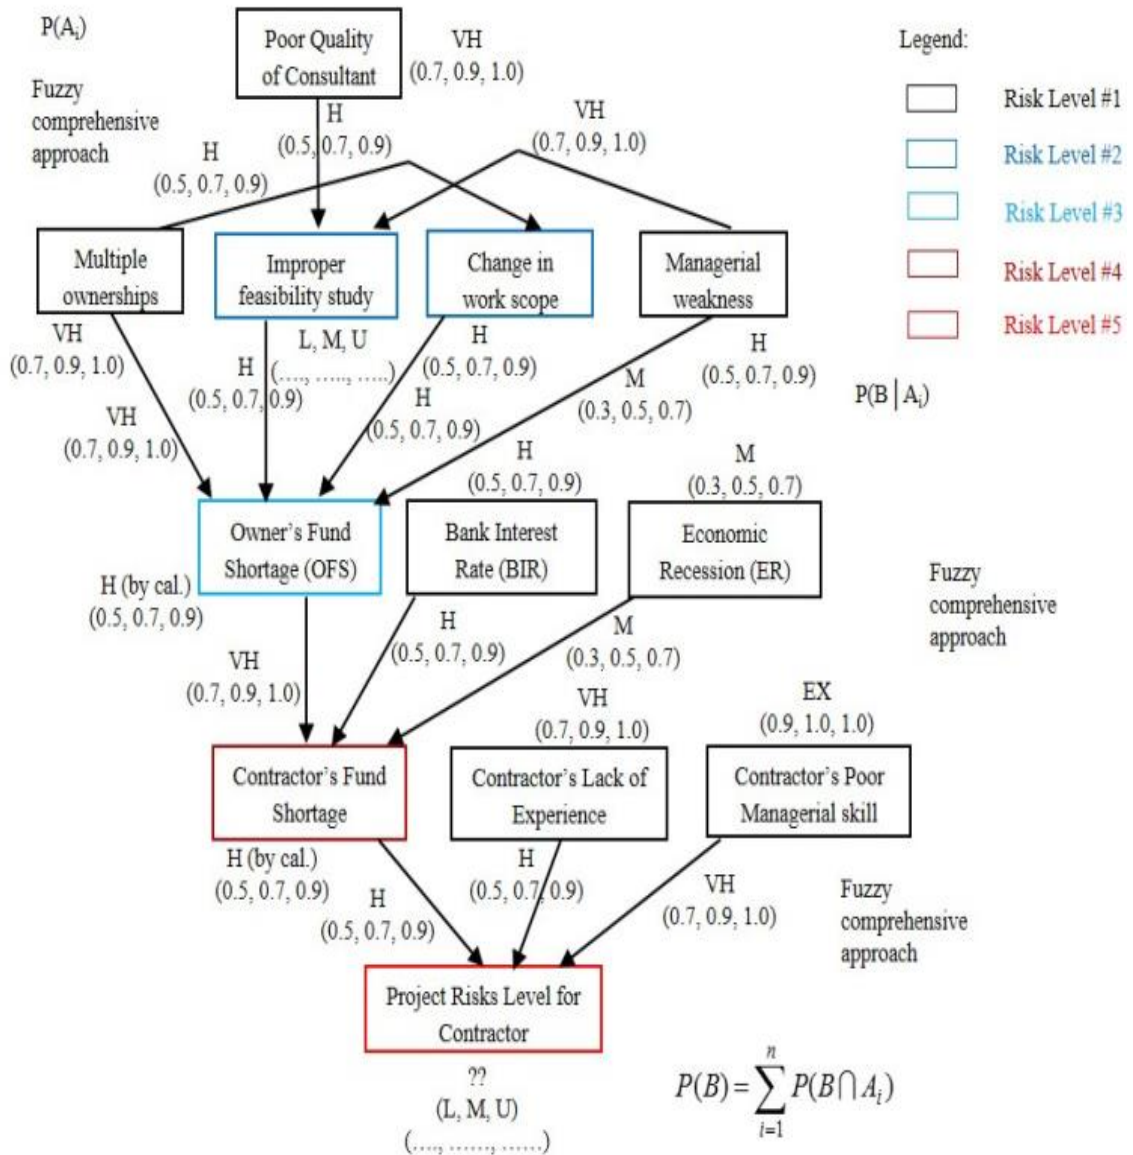 P(Ai)
Poor Quality
of Consultant
VH
(0.7, 0.9, 1.0)
Legend:
Risk Level #1
Risk Level #2
Risk Level #3
Risk Level #4
Risk Level #5
Fuzzy
comprehensive
approach
H
(0.5, 0.7, 0.9)
VH
(0.7, 0.9, 1.0)
H
(0.5, 0.7, 0.9)
Multiple
ownerships
Improper
feasibility study
Change in
work scope
Managerial
weakness
VH
(0.7, 0.9, 1.0)
L, M, U
(...., ....., .....)
H
(0.5, 0.7, 0.9)
H
(0.5, 0.7, 0.9)
H
(0.5, 0.7, 0.9)
M
(0.3, 0.5, 0.7)
P(B | Ai)
VH
(0.7, 0.9, 1.0)
H
(0.5, 0.7, 0.9)
H
(0.5, 0.7, 0.9)
M
(0.3, 0.5, 0.7)
Owner's Fund
Shortage (OFS)
Bank Interest
Rate (BIR)
Economic
Recession (ER)
H (by cal.)
(0.5, 0.7, 0.9)
Fuzzy
comprehensive
approach
H
(0.5, 0.7, 0.9)
M
(0.3, 0.5, 0.7)
VH
(0.7, 0.9, 1.0)
VH
(0.7, 0.9, 1.0)
EX
(0.9, 1.0, 1.0)
Contractor's Fund
Shortage
Contractor's Lack of
Experience
Contractor's Poor
Managerial skill
H (by cal.)
(0.5, 0.7, 0.9)
H
(0.5, 0.7, 0.9)
H
(0.5, 0.7, 0.9)
VH
(0.7, 0.9, 1.0)
Fuzzy
comprehensive
approach
Project Risks Level for
Contractor
??
(L, M, U)
(...., ......, ......)
P(B) = ∑_{i=1}^{n} P(B ∩ Ai)